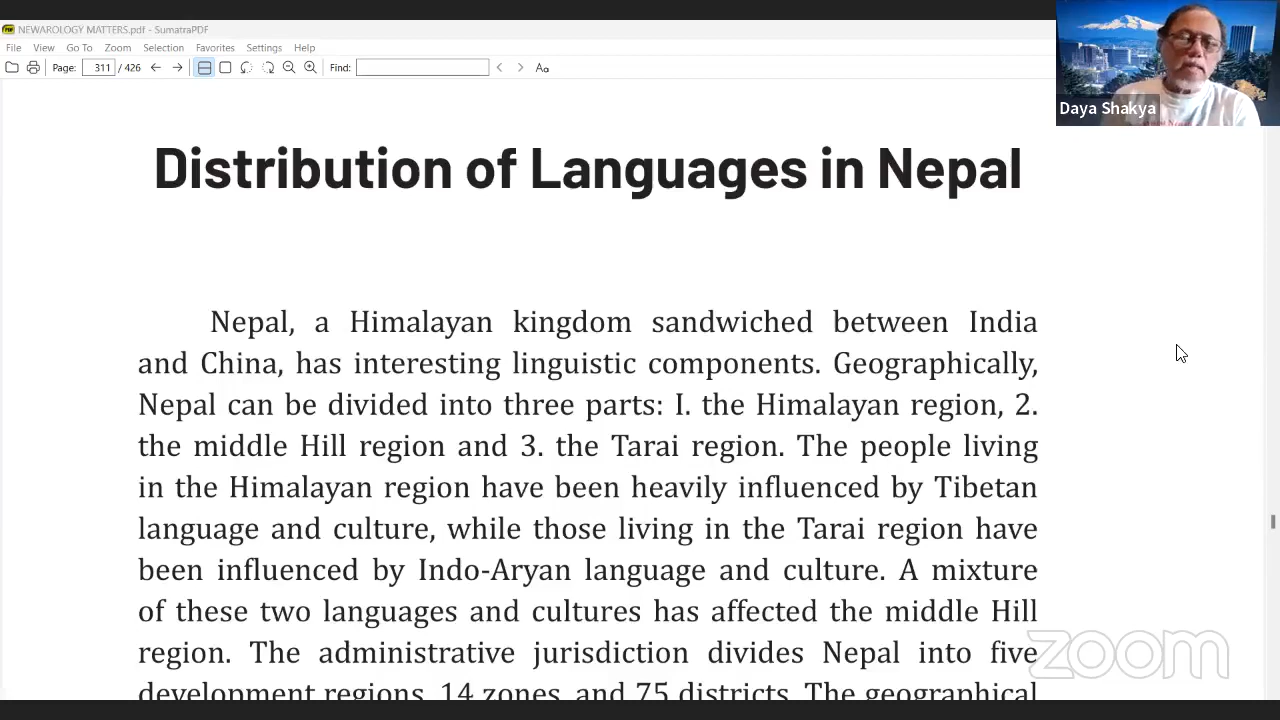 NEWAROLOGY MATTERS.pdf - SumatraPDF
File View Go To Zoom Selection Favorites Settings Help
Page: 311 / 426 Find: Aa
Daya Shakya
Distribution of Languages in Nepal
Nepal, a Himalayan kingdom sandwiched between India
and China, has interesting linguistic components. Geographically,
Nepal can be divided into three parts: I. the Himalayan region, 2.
the middle Hill region and 3. the Tarai region. The people living
in the Himalayan region have been heavily influenced by Tibetan
language and culture, while those living in the Tarai region have
been influenced by Indo-Aryan language and culture. A mixture
of these two languages and cultures has affected the middle Hill
region. The administrative jurisdiction divides Nepal into five
development regions, 14 zones, and 75 districts. The geographical
zoom